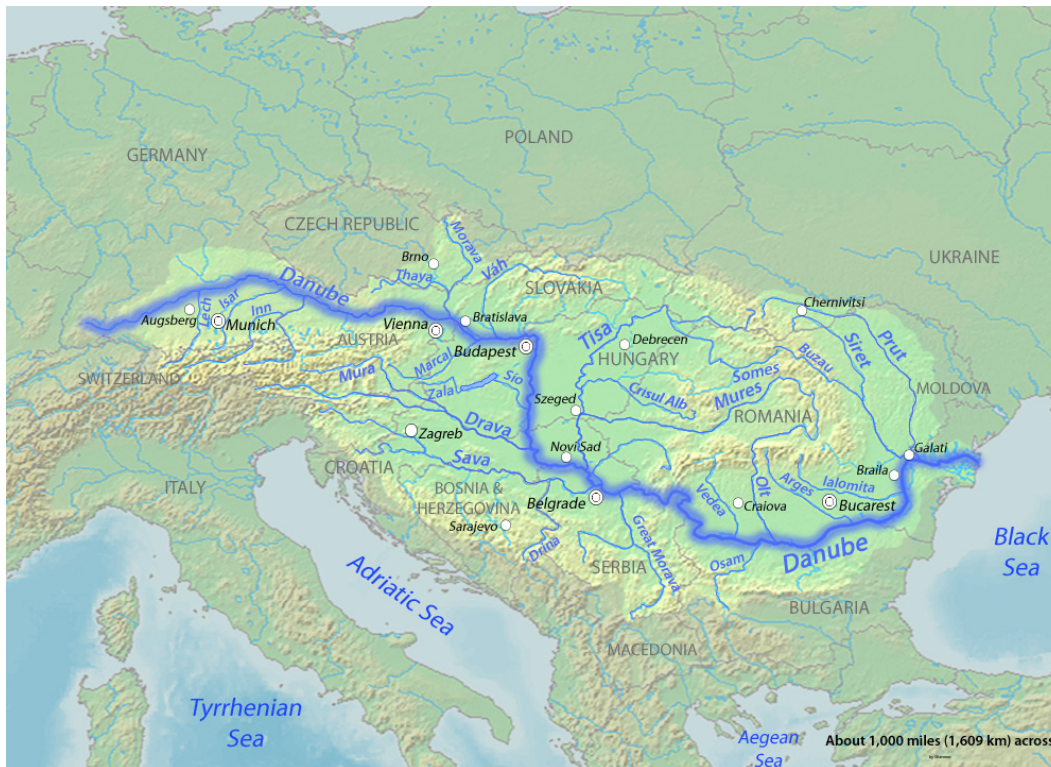 POLAND
GERMANY
CZECH REPUBLIC
Morava
Brno
UKRAINE
Váh
Thaya
Danube
SLOVAKIA
Chernivitsi
Lech
Isar
Inn
Augsberg
Munich
Vienna
Bratislava
AUSTRIA
Budapest
Tisa
Debrecen
HUNGARY
Siret
Prut
Buzau
SWITZERLAND
Mura
Marcal
Sio
Zala
Somes
Mures
Crisul Alb
MOLDOVA
Szeged
ROMANIA
Drava
Zagreb
Novi Sad
Galati
Sava
CROATIA
Braila
ITALY
BOSNIA &
HERZEGOVINA
Belgrade
Vedea
Olt
Arges
Ialomita
Craiova
Bucarest
Sarajevo
Drina
Great Morava
Danube
Black
Sea
Osam
SERBIA
Adriatic Sea
BULGARIA
MACEDONIA
Tyrrhenian
Sea
Aegean
Sea
About 1,000 miles (1,609 km) across